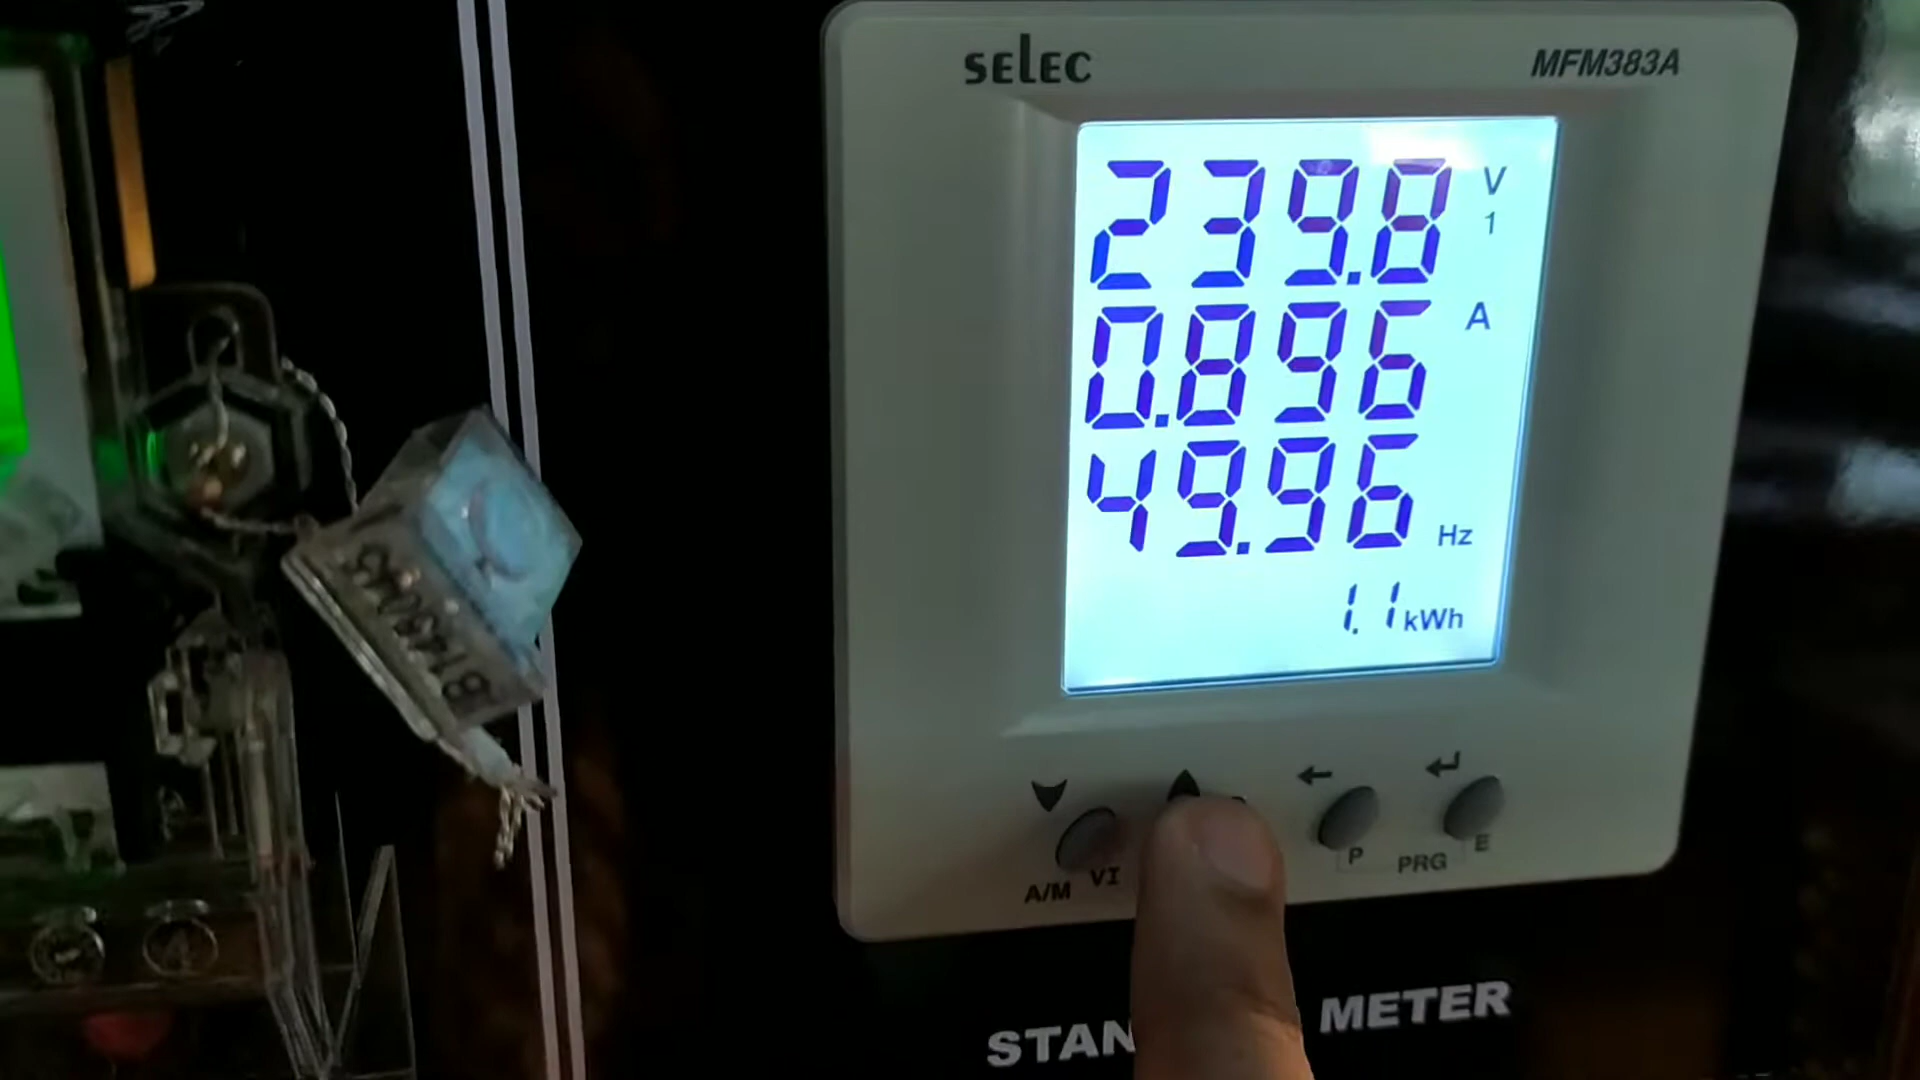 selec MFM383A
239.8 V
1
0.896 A
49.96 Hz
1.1 kWh
A/M VI P PRG E
STAN METER